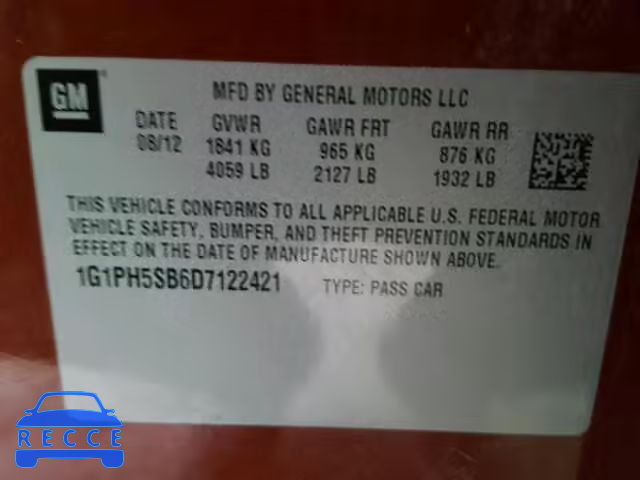 GM
MFD BY GENERAL MOTORS LLC
DATE GVWR GAWR FRT GAWR RR
08/12 1841 KG 965 KG 876 KG
4059 LB 2127 LB 1932 LB
THIS VEHICLE CONFORMS TO ALL APPLICABLE U.S. FEDERAL MOTOR
VEHICLE SAFETY, BUMPER, AND THEFT PREVENTION STANDARDS IN
EFFECT ON THE DATE OF MANUFACTURE SHOWN ABOVE.
1G1PH5SB6D7122421 TYPE: PASS CAR
RECCE